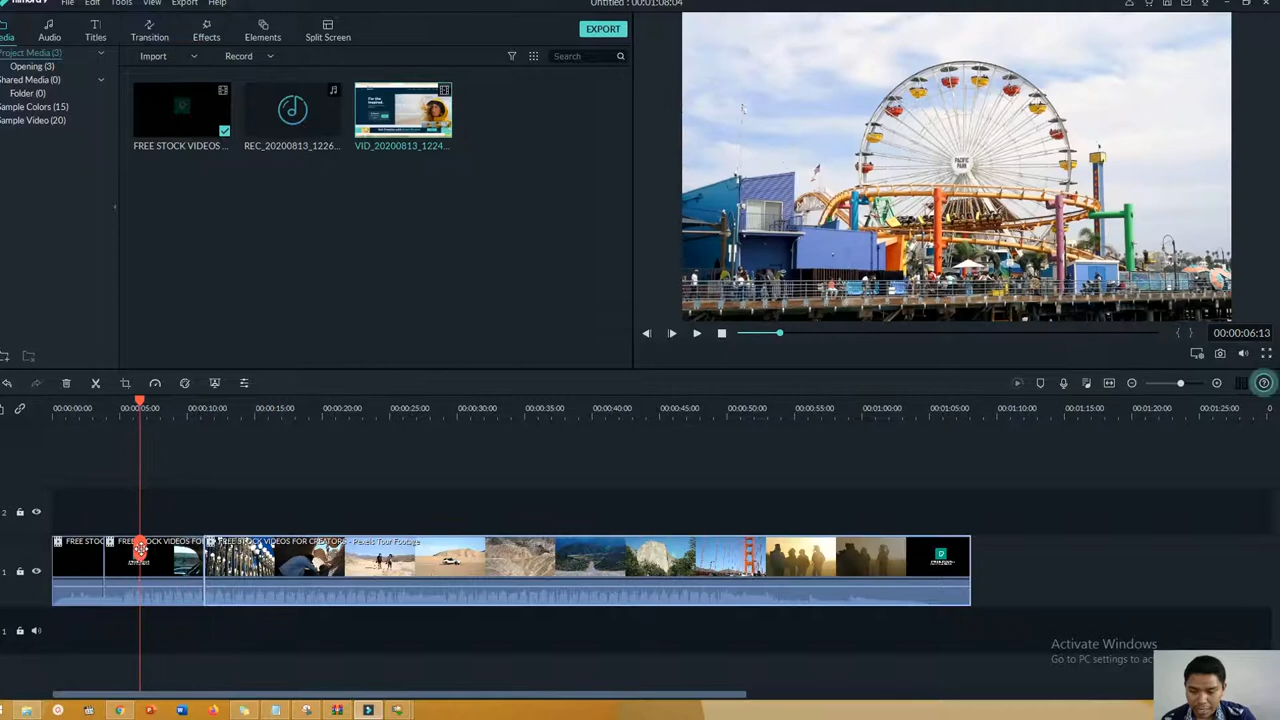 File Edit Tools View Export Help
Untitled : 00:01:08:04
Audio Titles Transition Effects Elements Split Screen
EXPORT
Project Media (3)
Opening (3)
Shared Media (0)
Folder (0)
Sample Colors (15)
Sample Video (20)
Import Record Search
FREE STOCK VIDEOS ... REC_20200813_1226... VID_20200813_1224...
PACIFIC
PARK
00:00:06:13
00:00:00:00 00:00:05:00 00:00:10:00 00:00:15:00 00:00:20:00 00:00:25:00 00:00:30:00 00:00:35:00 00:00:40:00 00:00:45:00 00:00:50:00 00:00:55:00 00:01:00:00 00:01:05:00 00:01:10:00 00:01:15:00 00:01:20:00 00:01:25:00 0
2
FREE STOC FREE STOCK VIDEOS FO FREE STOCK VIDEOS FOR CREATORS - Pexels Tour Footage
1
1
Activate Windows
Go to PC settings to